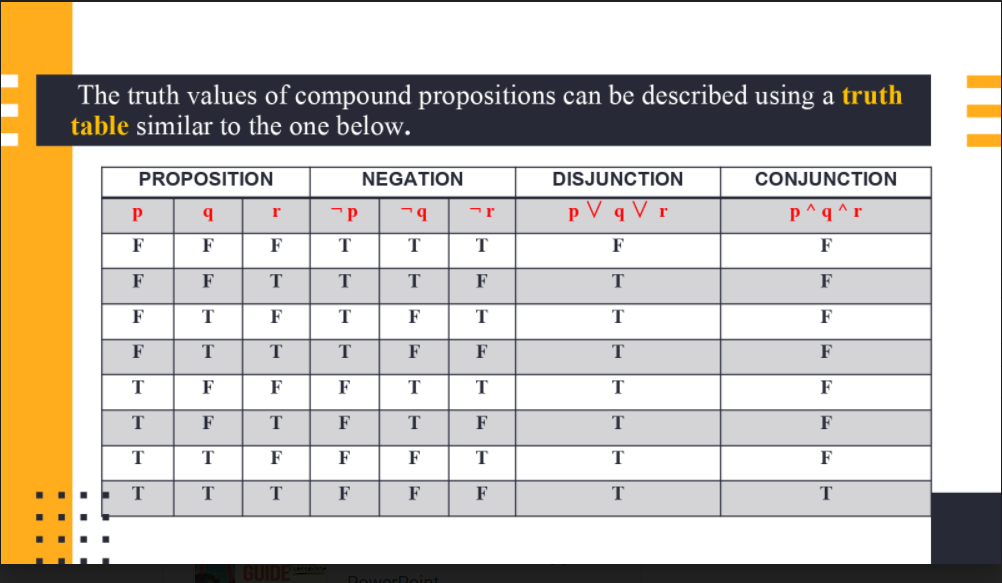 The truth values of compound propositions can be described using a truth
table similar to the one below.
PROPOSITION NEGATION DISJUNCTION CONJUNCTION
p q r ¬p ¬q ¬r p ∨ q ∨ r p ^ q ^ r
F F F T T T F F
F F T T T F T F
F T F T F T T F
F T T T F F T F
T F F F T T T F
T F T F T F T F
T T F F F T T F
T T T F F F T T
GUIDE
PowerPoint